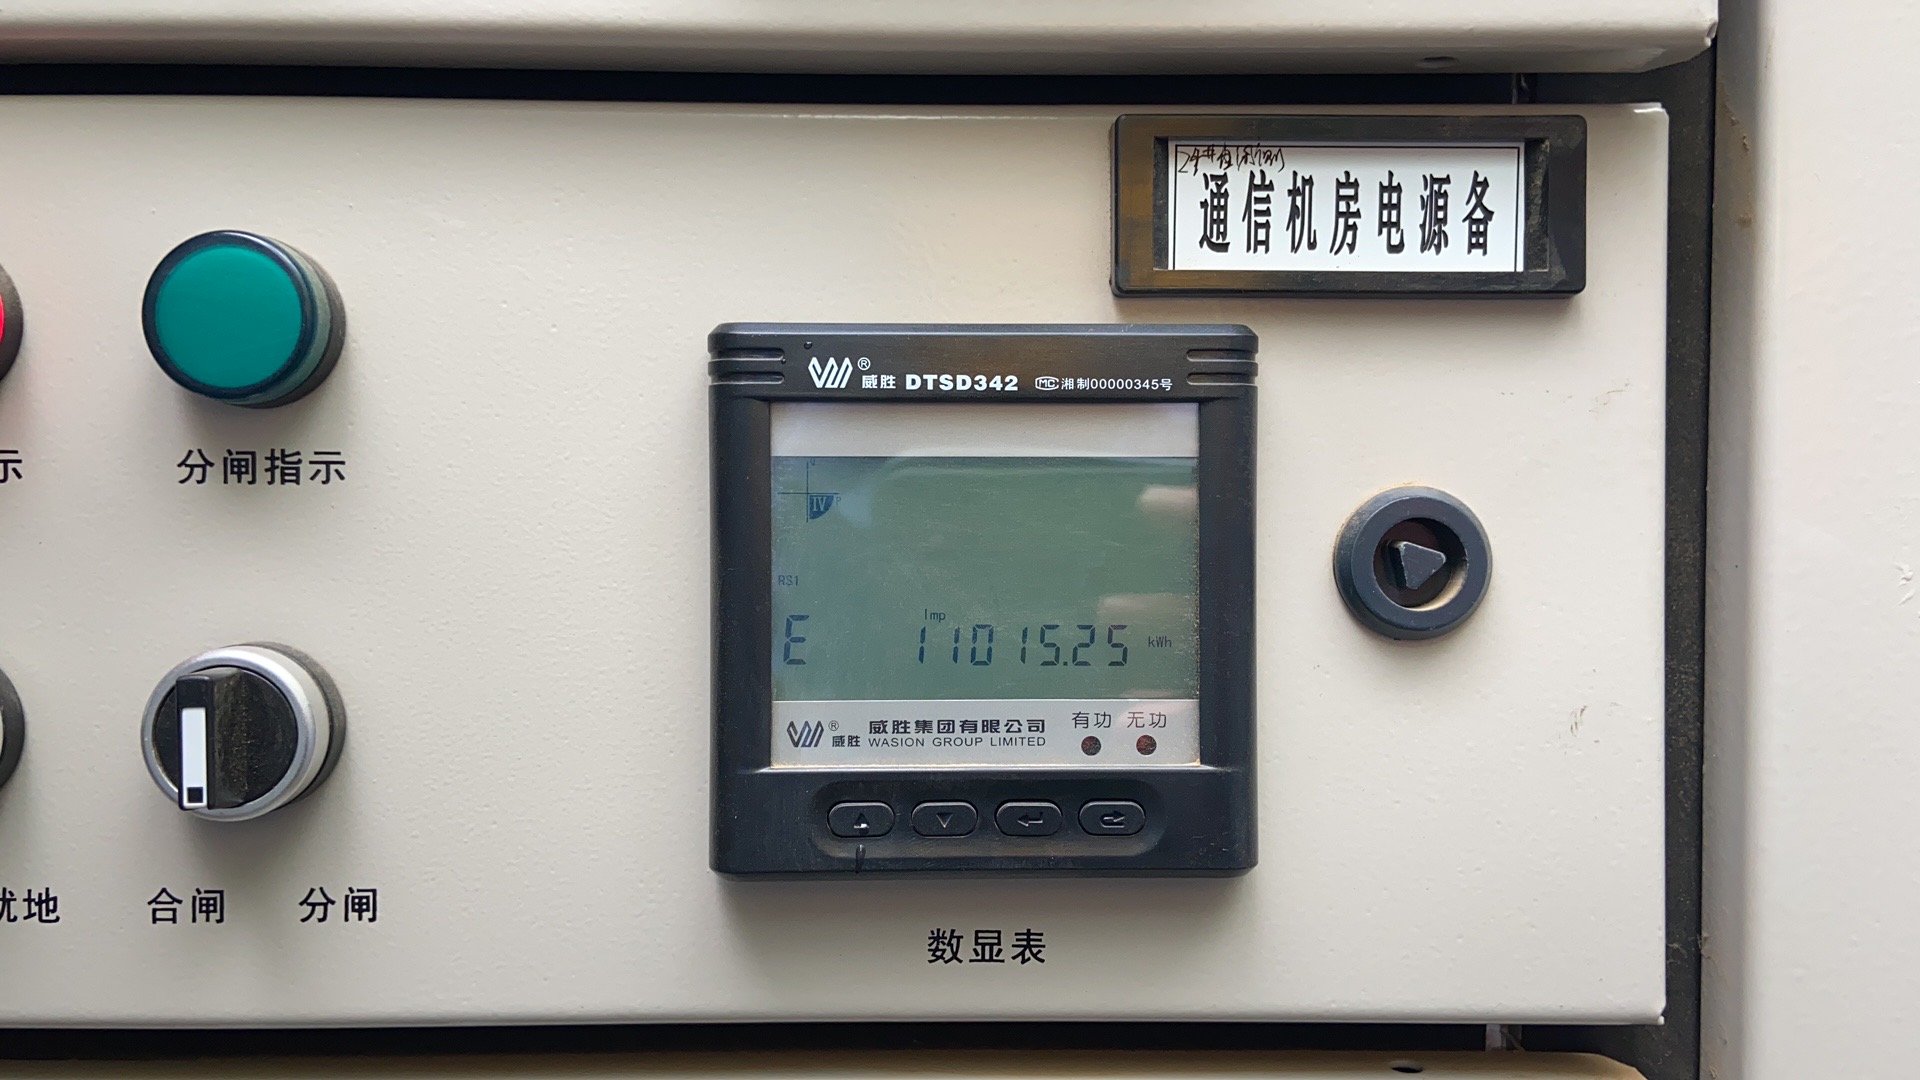 通信机房电源备
威胜 DTSD342 MC 湘制00000345号
分闸指示
示
IV
RS1
Imp
E 11015.25 kWh
威胜 威胜集团有限公司
WASION GROUP LIMITED
有功 无功
就地
合闸 分闸
数显表